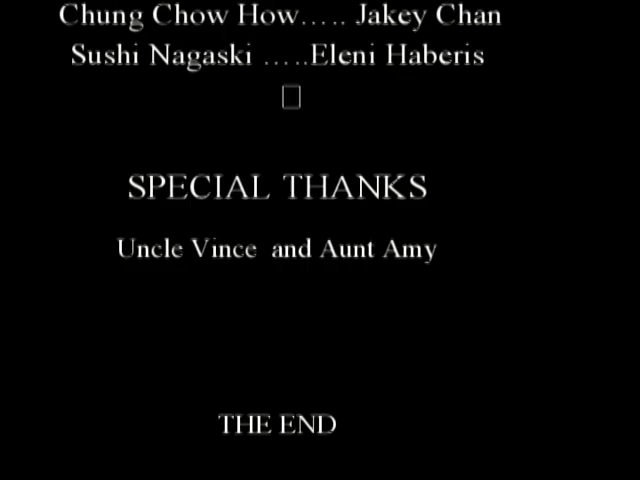 Chung Chow How….. Jakey Chan
Sushi Nagaski …..Eleni Haberis
SPECIAL THANKS
Uncle Vince and Aunt Amy
THE END